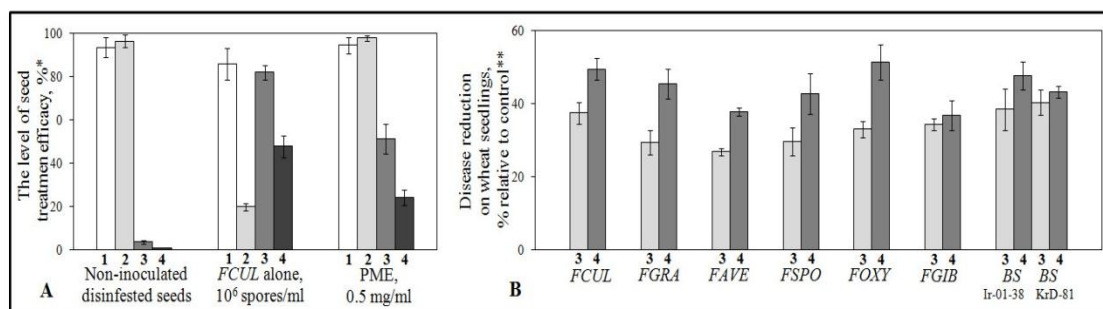 The level of seed
treatmen efficacy, %*
100
80
0
40
20
0
1 2 3 4
1 2 3 4
1 2 3 4
Non-inoculated
disinfested seeds
FCUL alone,
10⁶ spores/ml
PME,
0.5 mg/ml
A
Disease reduction
on wheat seedlings,
% relative to control**
60
40
20
0
3 4
3 4
3 4
3 4
3 4
3 4
3 4
3 4
FCUL
FGRA
FAVE
FSPO
FOXY
FGIB
BS
BS
Ir-01-38
KrD-81
B